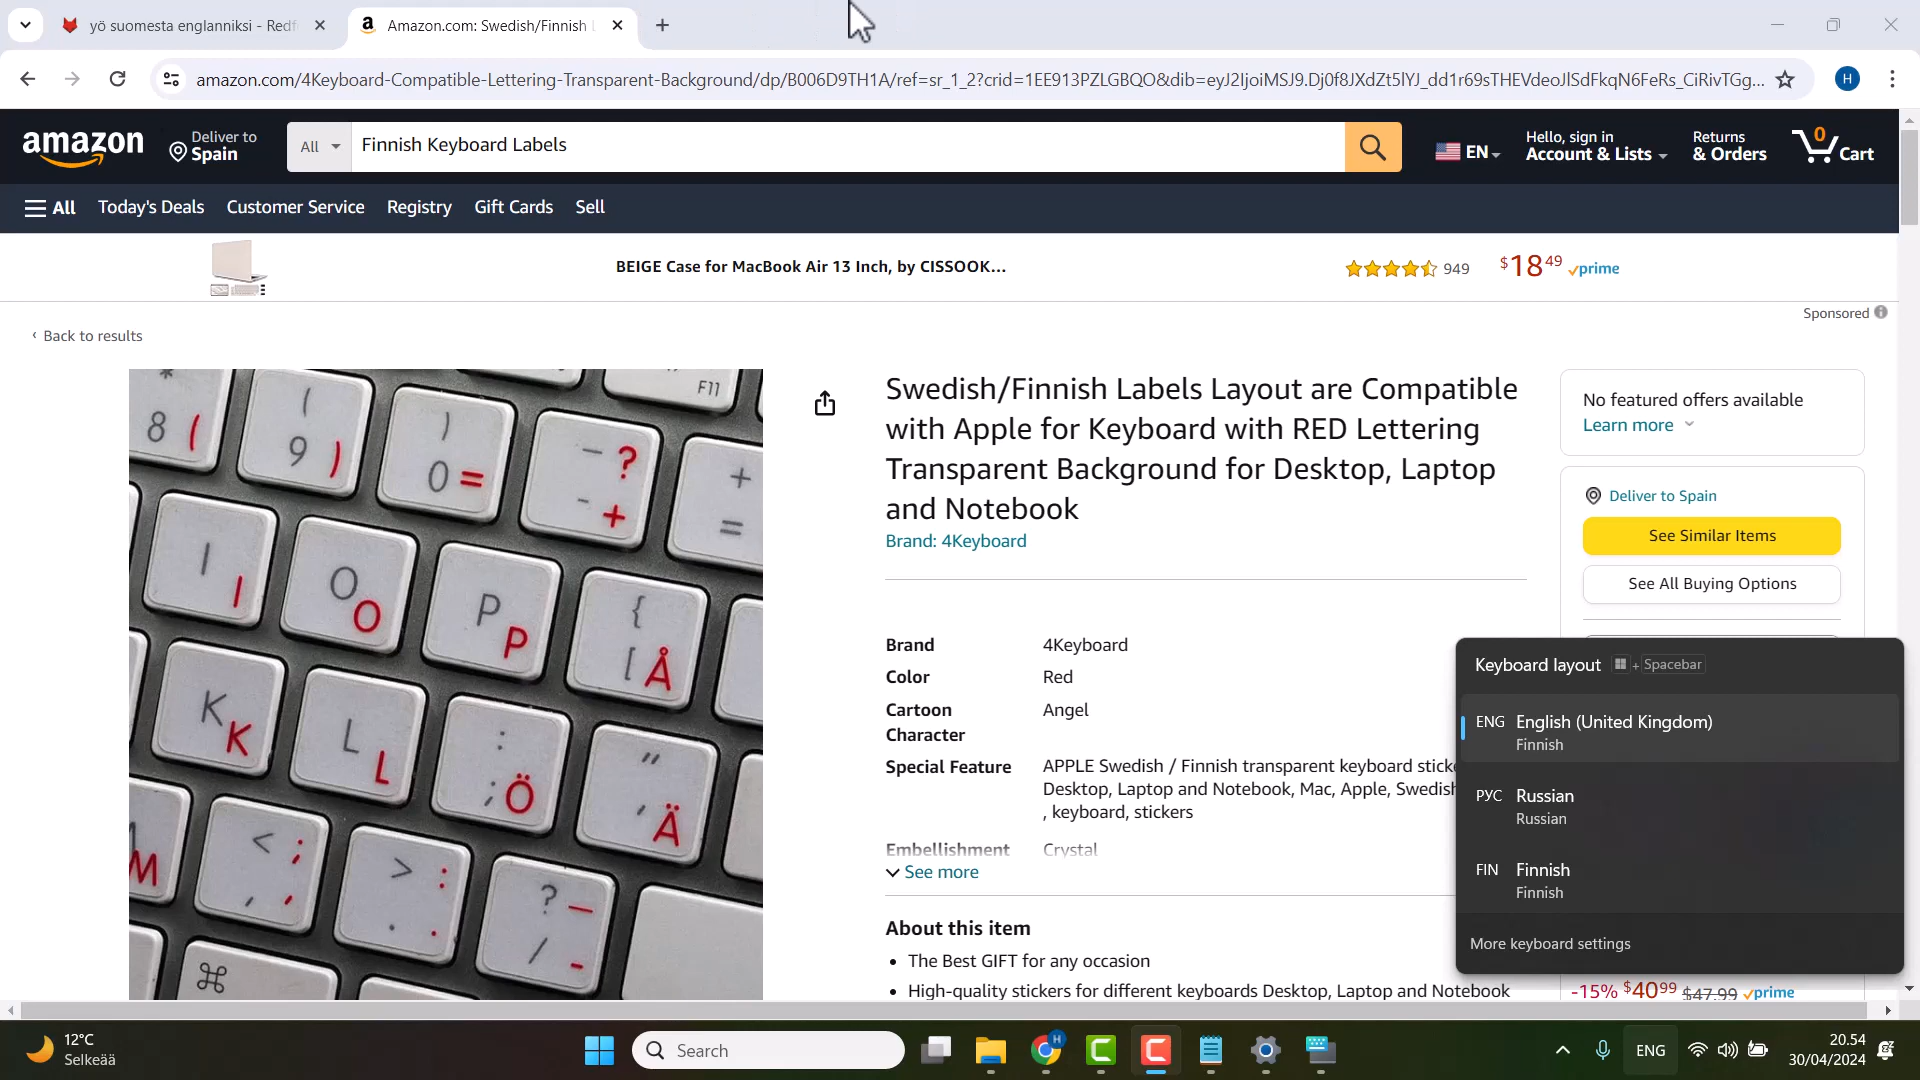 yö suomesta englanniksi - Redf
Amazon.com: Swedish/Finnish L
amazon.com/4Keyboard-Compatible-Lettering-Transparent-Background/dp/B006D9TH1A/ref=sr_1_2?crid=1EE913PZLGBQO&dib=eyJ2IjoiMSJ9.Dj0f8JXdZt5lYJ_dd1r69sTHEVdeoJlSdFkqN6FeRs_CiRivTGg...
H
amazon
Deliver to
Spain
All
Finnish Keyboard Labels
EN
Hello, sign in
Account & Lists
Returns
& Orders
0
Cart
All
Today's Deals
Customer Service
Registry
Gift Cards
Sell
BEIGE Case for MacBook Air 13 Inch, by CISSOOK...
949
$18 49
prime
Sponsored
‹ Back to results
F11
* 8 (
( 9 )
) 0 =
– ? - +
+ =
I I
O O
P P
{ [ Å
K K
L L
: ; Ö
" ' Ä
M
< ; , ,
> : . .
? – / -
⌘
Swedish/Finnish Labels Layout are Compatible
with Apple for Keyboard with RED Lettering
Transparent Background for Desktop, Laptop
and Notebook
Brand: 4Keyboard
Brand 4Keyboard
Color Red
Cartoon Angel
Character
Special Feature APPLE Swedish / Finnish transparent keyboard sticke
Desktop, Laptop and Notebook, Mac, Apple, Swedish
, keyboard, stickers
Embellishment Crystal
See more
About this item
• The Best GIFT for any occasion
• High-quality stickers for different keyboards Desktop, Laptop and Notebook
No featured offers available
Learn more
Deliver to Spain
See Similar Items
See All Buying Options
Keyboard layout
+ Spacebar
ENG English (United Kingdom)
Finnish
РУС Russian
Russian
FIN Finnish
Finnish
More keyboard settings
-15% $40 99 $47.99 prime
12°C
Selkeää
Search
H
ENG
20.54
30/04/2024